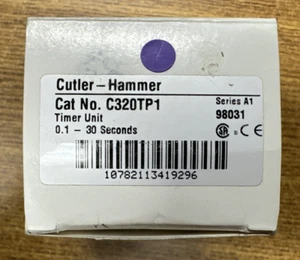 Cutler-Hammer
Cat No. C320TP1 Series A1
Timer Unit 98031
0.1 - 30 Seconds
10782113419296